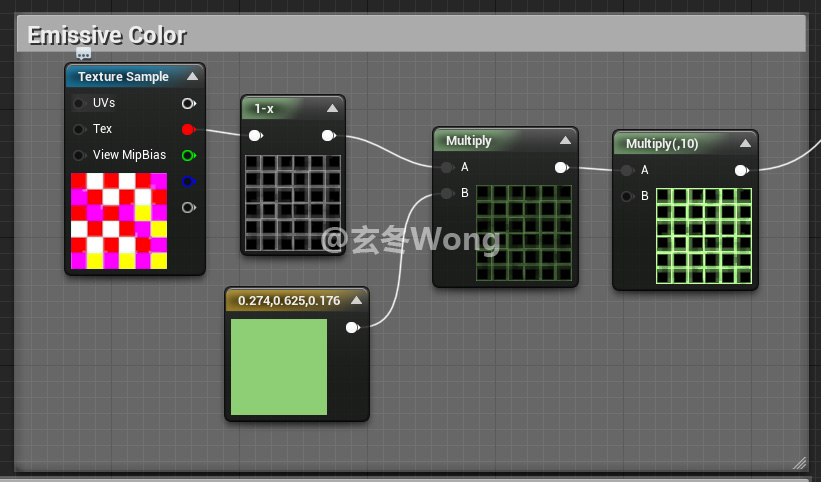 Emissive Color
Texture Sample
UVs
Tex
View MipBias
1-x
Multiply
A
B
Multiply(,10)
A
B
@玄冬Wong
0.274,0.625,0.176